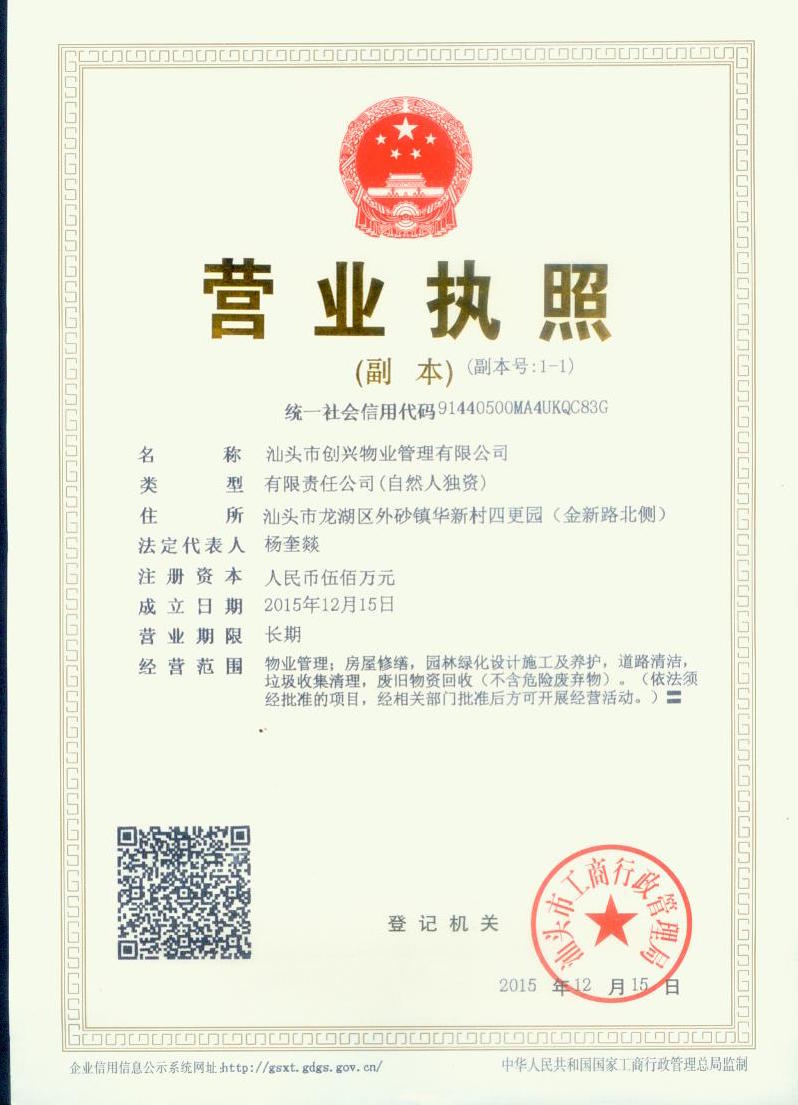 营业执照
(副 本) (副本号:1-1)
统一社会信用代码91440500MA4UKQC83G
名 称 汕头市创兴物业管理有限公司
类 型 有限责任公司(自然人独资)
住 所 汕头市龙湖区外砂镇华新村四更园（金新路北侧）
法定代表人 杨奎燚
注 册 资 本 人民币伍佰万元
成 立 日 期 2015年12月15日
营 业 期 限 长期
经 营 范 围 物业管理；房屋修缮，园林绿化设计施工及养护，道路清洁，
垃圾收集清理，废旧物资回收（不含危险废弃物）。（依法须
经批准的项目，经相关部门批准后方可开展经营活动。）〓
汕头市工商行政管理局
登 记 机 关
2015 年 12 月 15 日
企业信用信息公示系统网址:http://gsxt.gdgs.gov.cn/
中华人民共和国国家工商行政管理总局监制